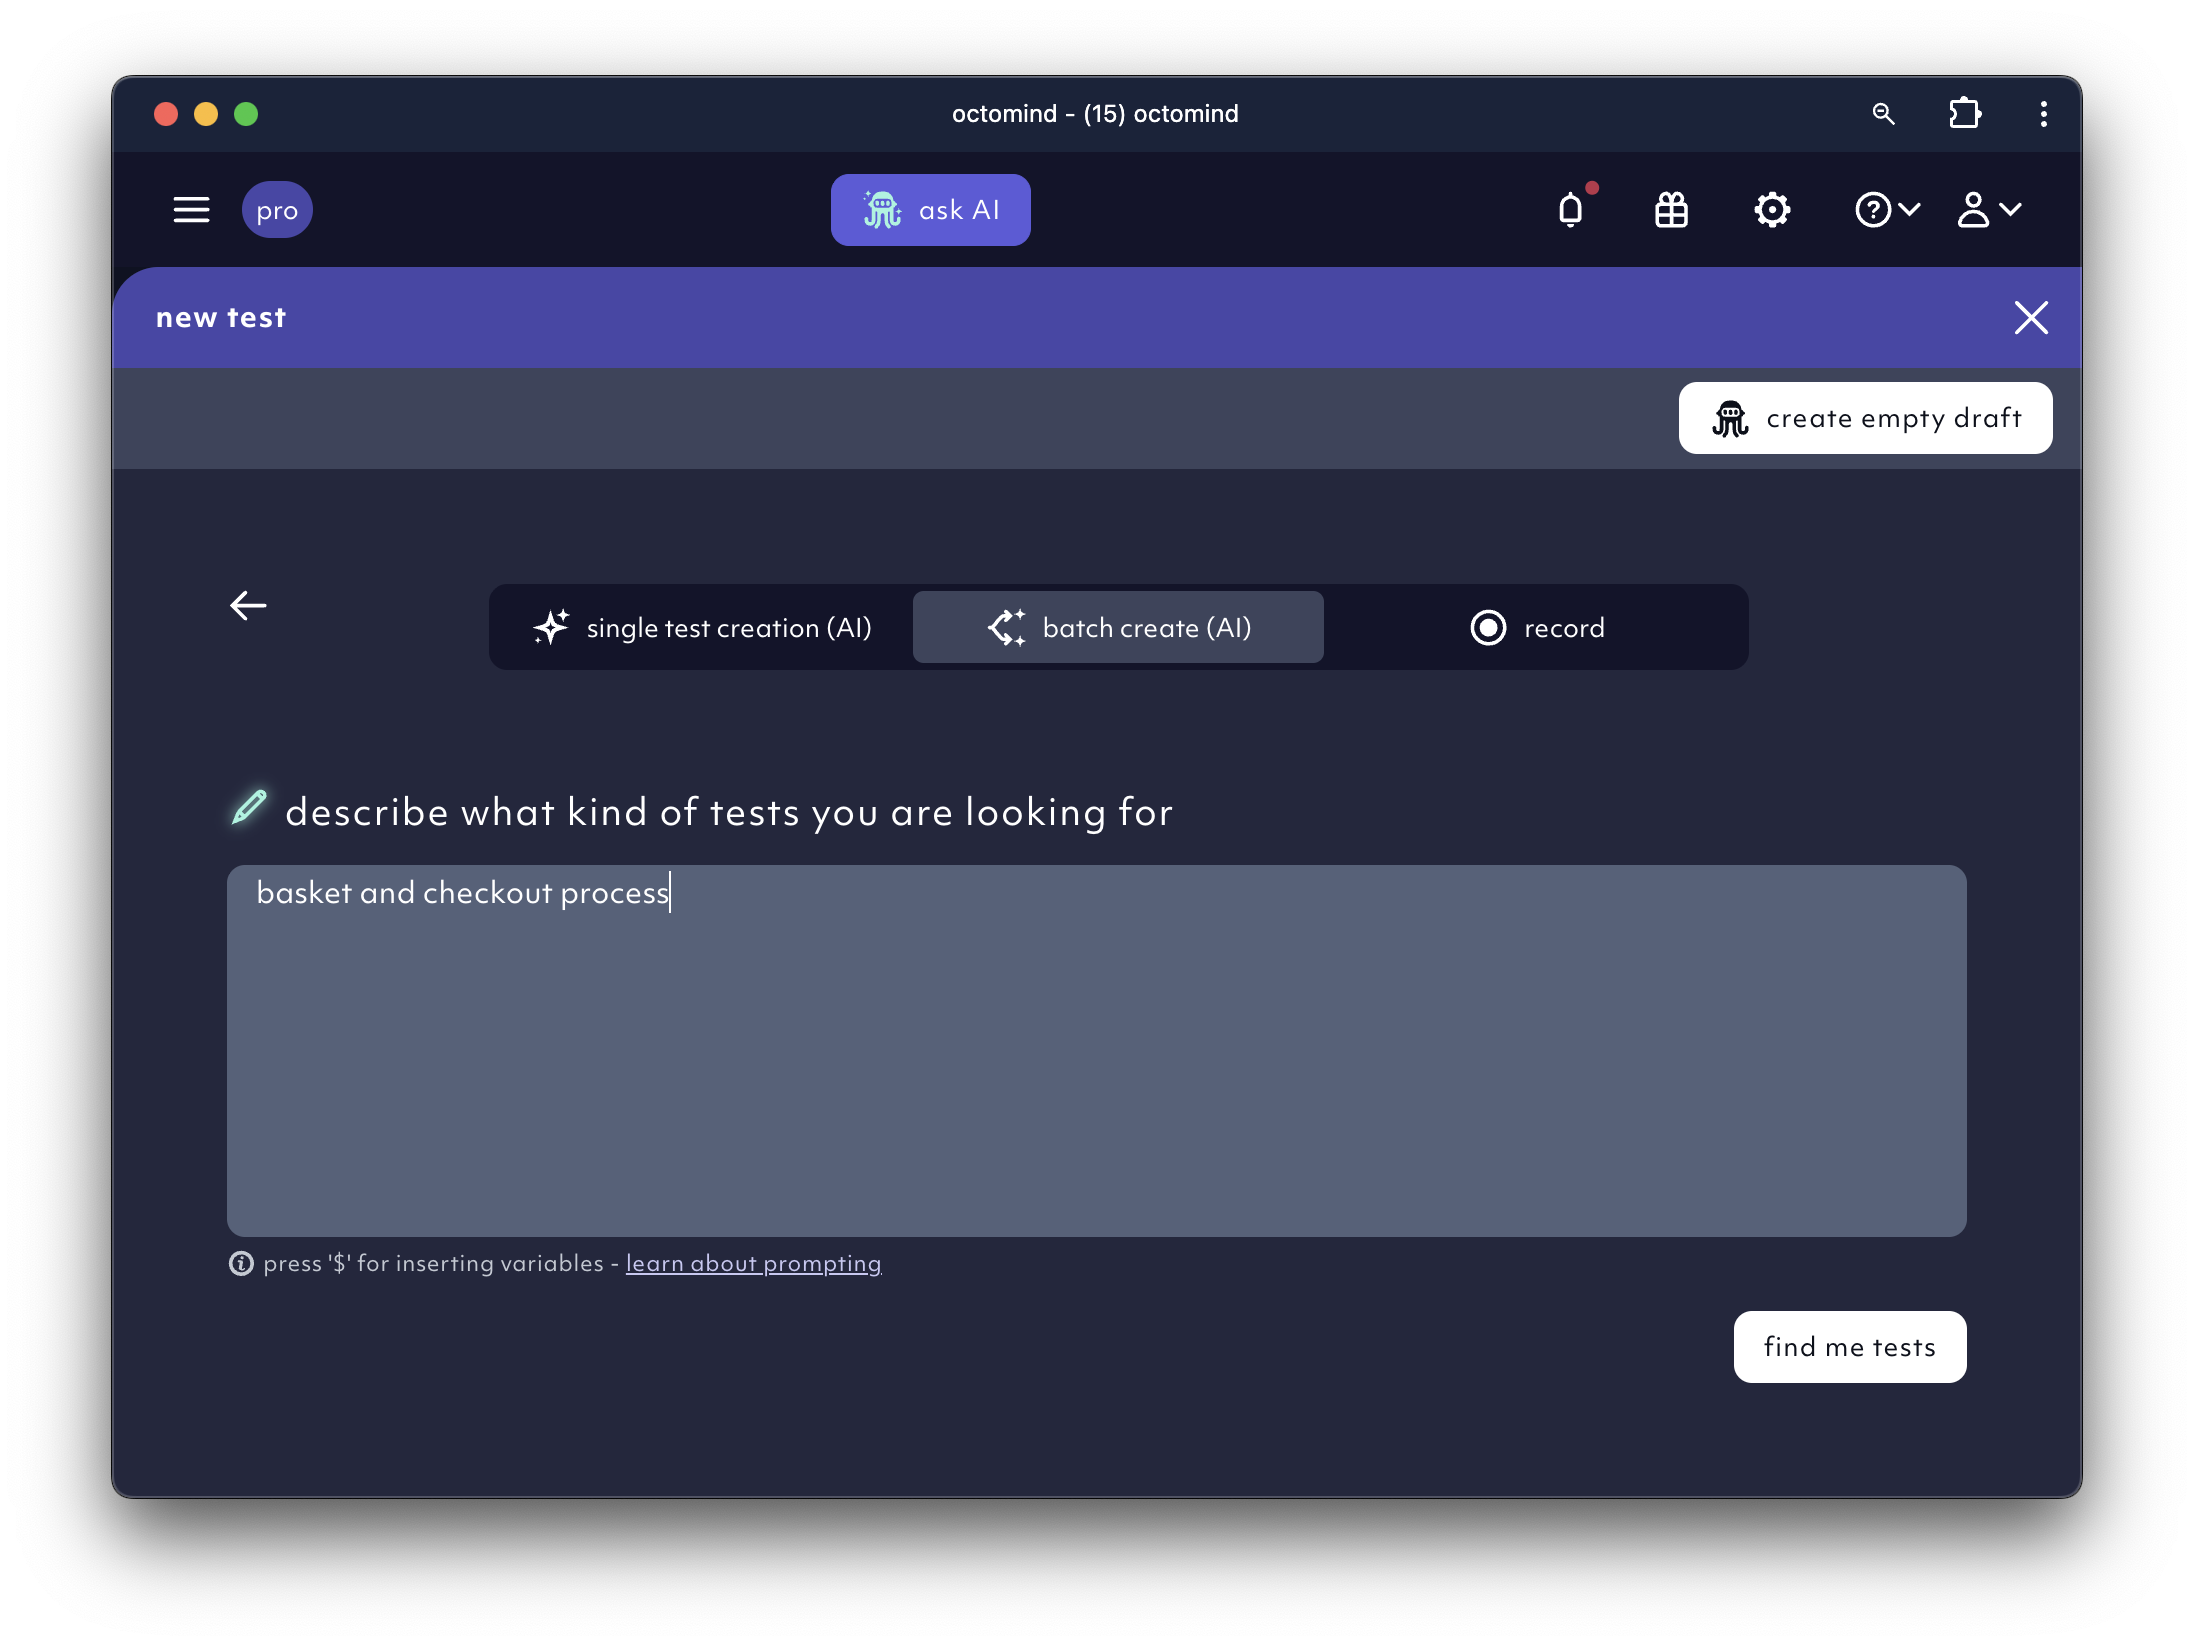 octomind - (15) octomind
pro
ask AI
new test
create empty draft
single test creation (AI)
batch create (AI)
record
describe what kind of tests you are looking for
basket and checkout process
press '$' for inserting variables - learn about prompting
find me tests